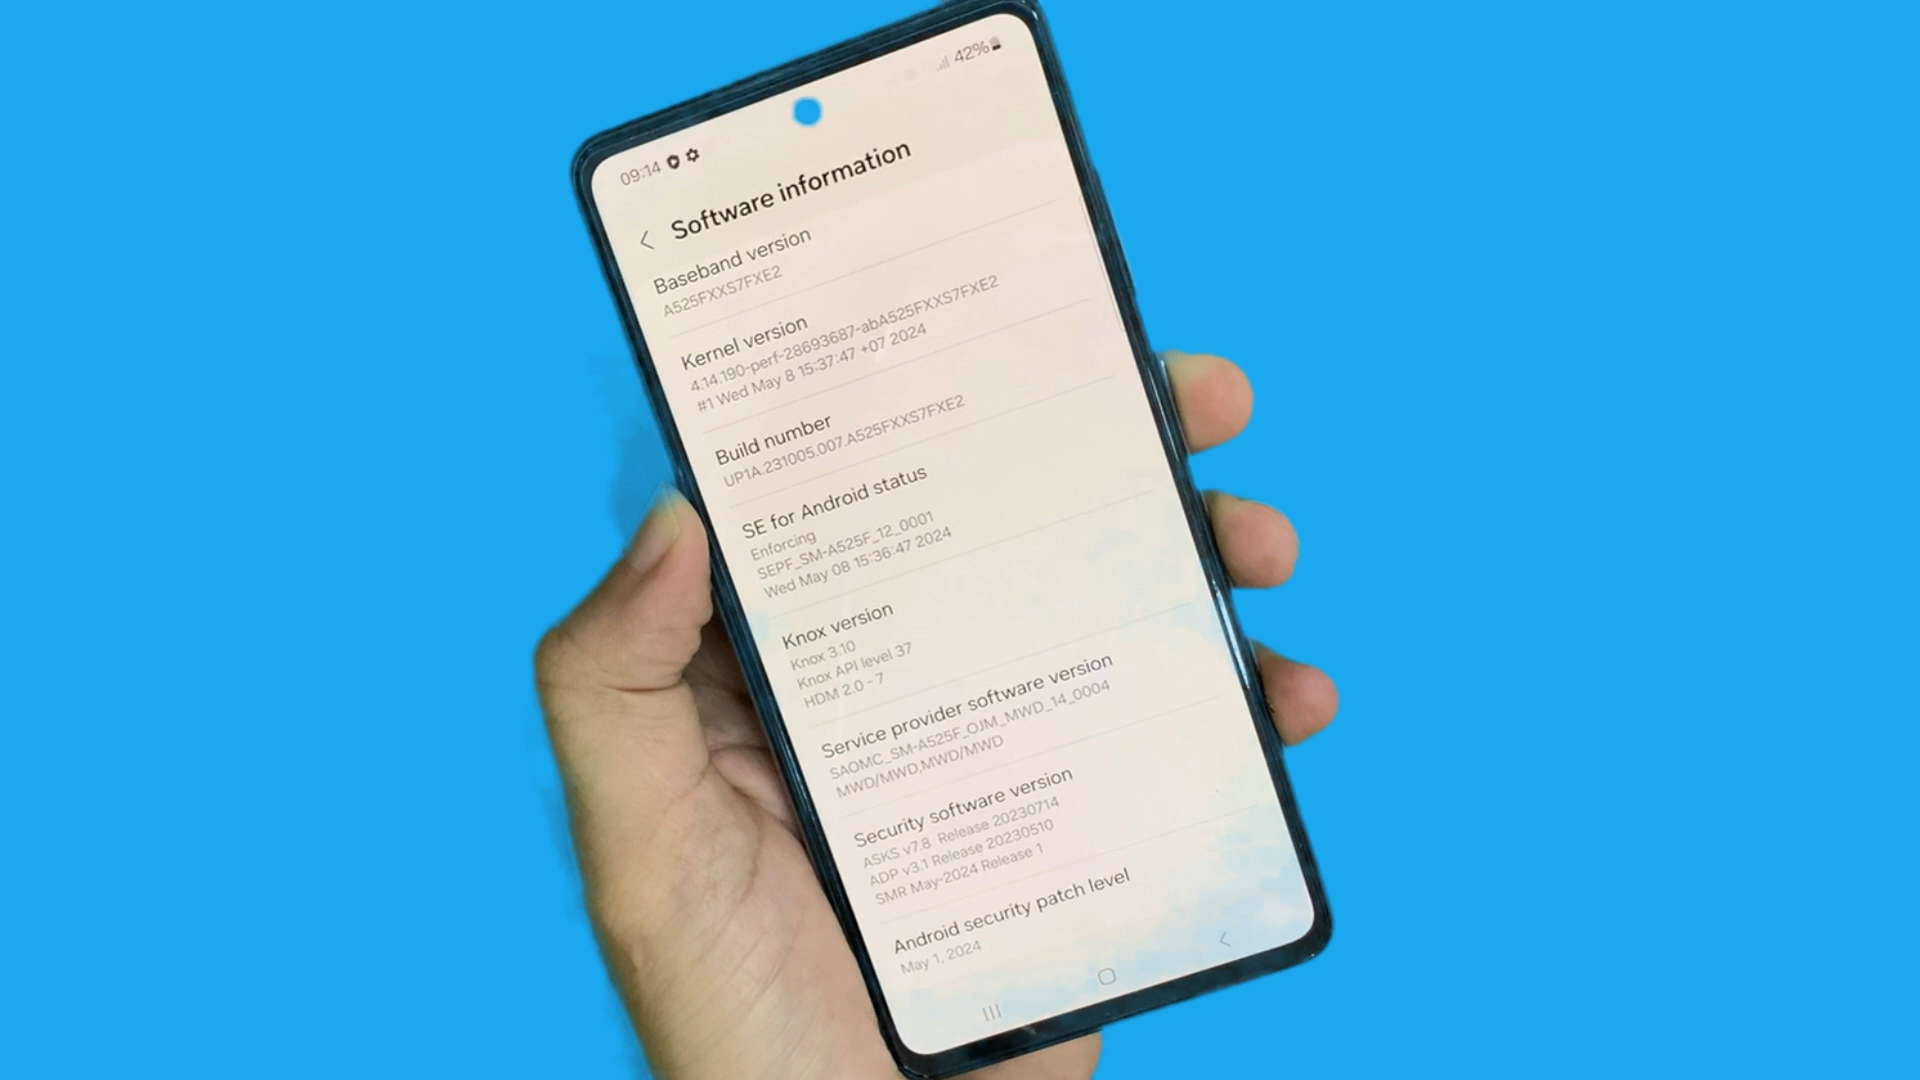 09:14
42%
Software information
Baseband version
A525FXXS7FXE2
Kernel version
4.14.190-perf-28693687-abA525FXXS7FXE2
#1 Wed May 8 15:37:47 +07 2024
Build number
UP1A.231005.007.A525FXXS7FXE2
SE for Android status
Enforcing
SEPF_SM-A525F_12_0001
Wed May 08 15:36:47 2024
Knox version
Knox 3.10
Knox API level 37
HDM 2.0 - 7
Service provider software version
SAOMC_SM-A525F_OJM_MWD_14_0004
MWD/MWD,MWD/MWD
Security software version
ASKS v7.8 Release 20230714
ADP v3.1 Release 20230510
SMR May-2024 Release 1
Android security patch level
May 1, 2024